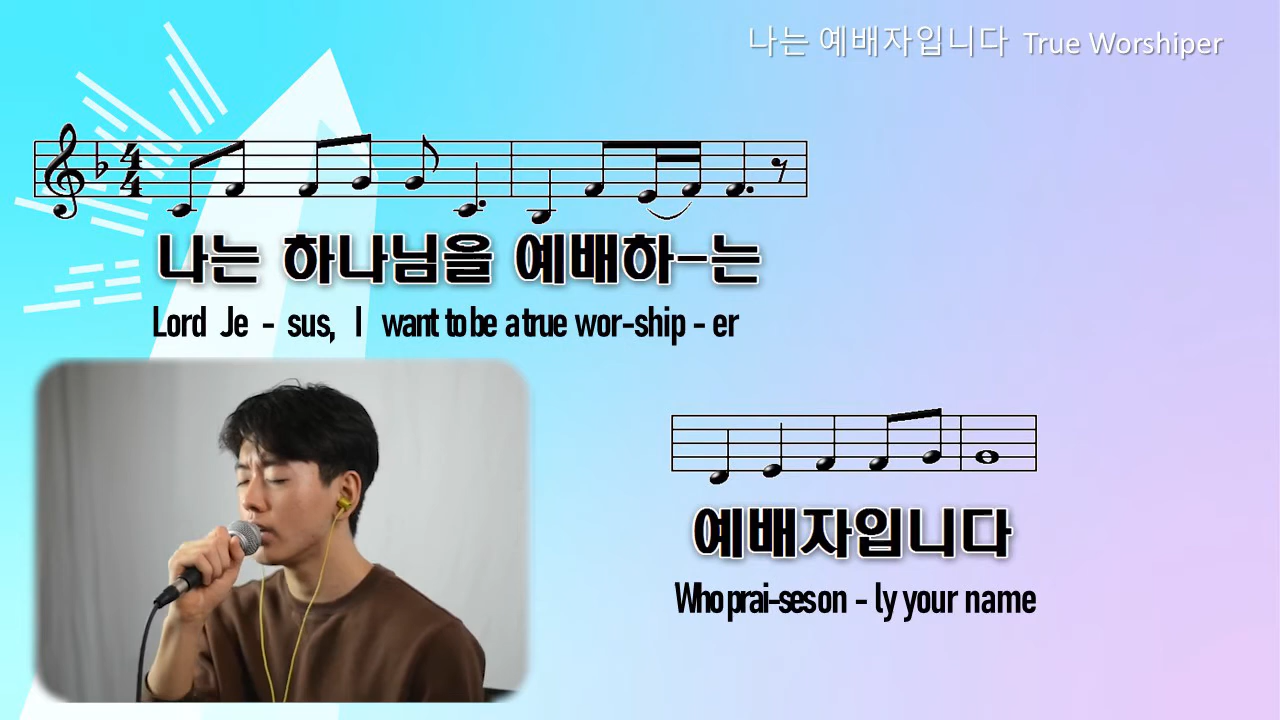 나는 예배자입니다 True Worshiper
나는 하나님을 예배하-는
Lord Je - sus, I want to be a true wor-ship - er
예배자입니다
Who prai-ses on - ly your name